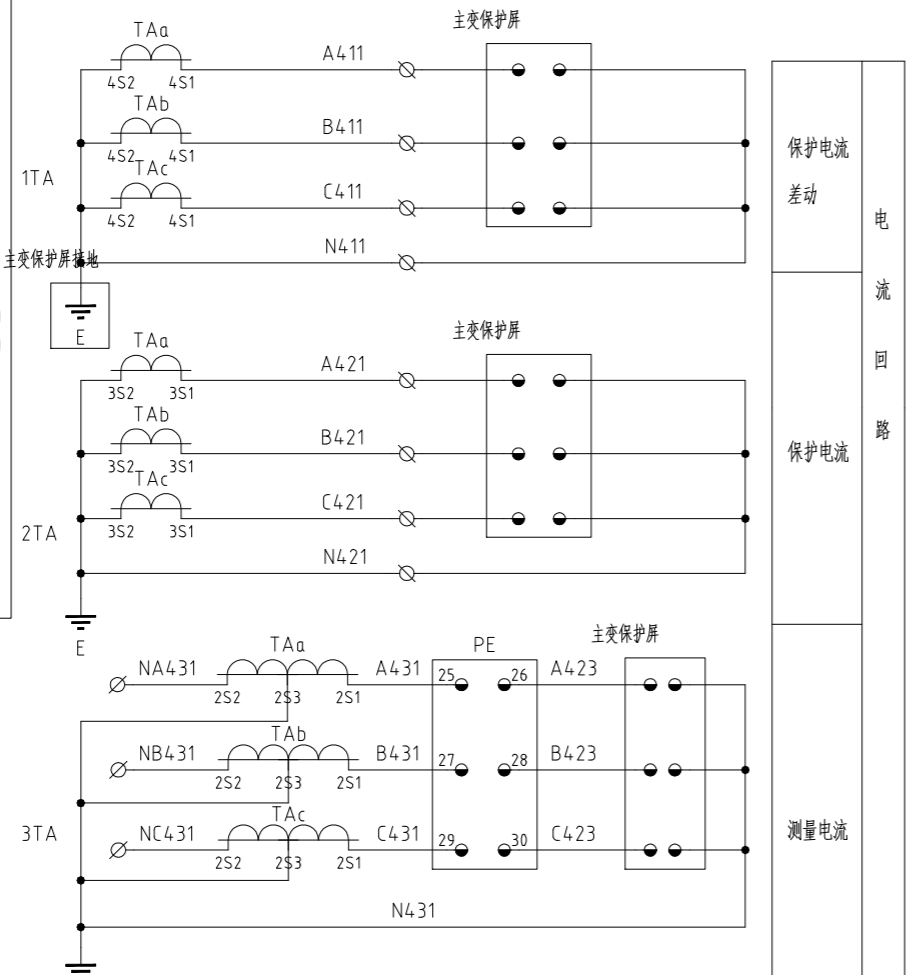 主变保护屏
TAa
A411
4S2 4S1
TAb
B411
4S2 4S1
TAc
C411
4S2 4S1
1TA
N411
主变保护屏接地
E
保护电流
差动
电
流
回
路
主变保护屏
TAa
A421
3S2 3S1
TAb
B421
3S2 3S1
TAc
C421
3S2 3S1
2TA
N421
E
保护电流
主变保护屏
TAa
PE
NA431
A431
25
26
A423
2S2 2S3 2S1
TAb
NB431
B431
27
28
B423
2S2 2S3 2S1
TAc
3TA
NC431
C431
29
30
C423
2S2 2S3 2S1
N431
测量电流